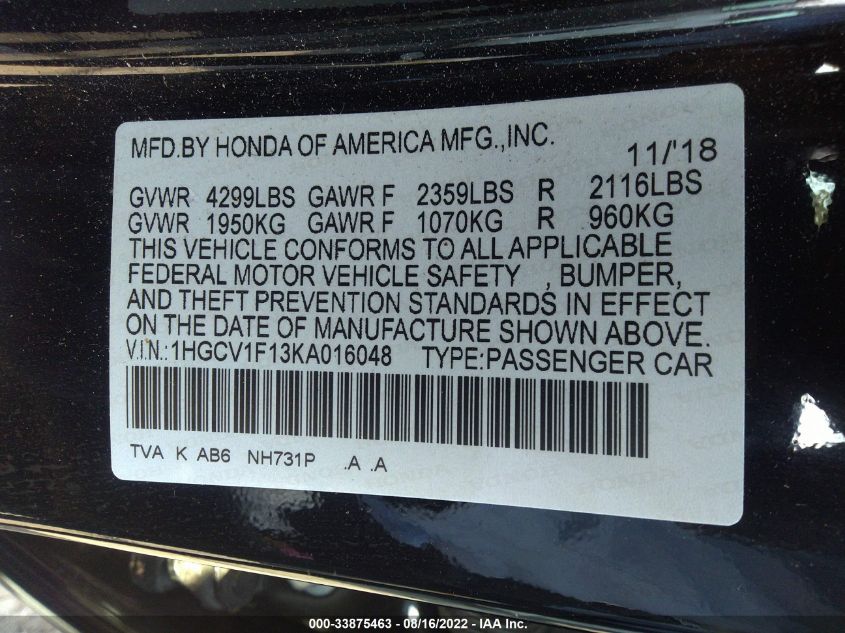 MFD.BY HONDA OF AMERICA MFG.,INC. 11/'18
GVWR 4299LBS GAWR F 2359LBS R 2116LBS
GVWR 1950KG GAWR F 1070KG R 960KG
THIS VEHICLE CONFORMS TO ALL APPLICABLE
FEDERAL MOTOR VEHICLE SAFETY , BUMPER,
AND THEFT PREVENTION STANDARDS IN EFFECT
ON THE DATE OF MANUFACTURE SHOWN ABOVE.
V.I.N.:1HGCV1F13KA016048 TYPE:PASSENGER CAR
TVA K AB6 NH731P .A .A
000-33875463 - 08/16/2022 - IAA Inc.